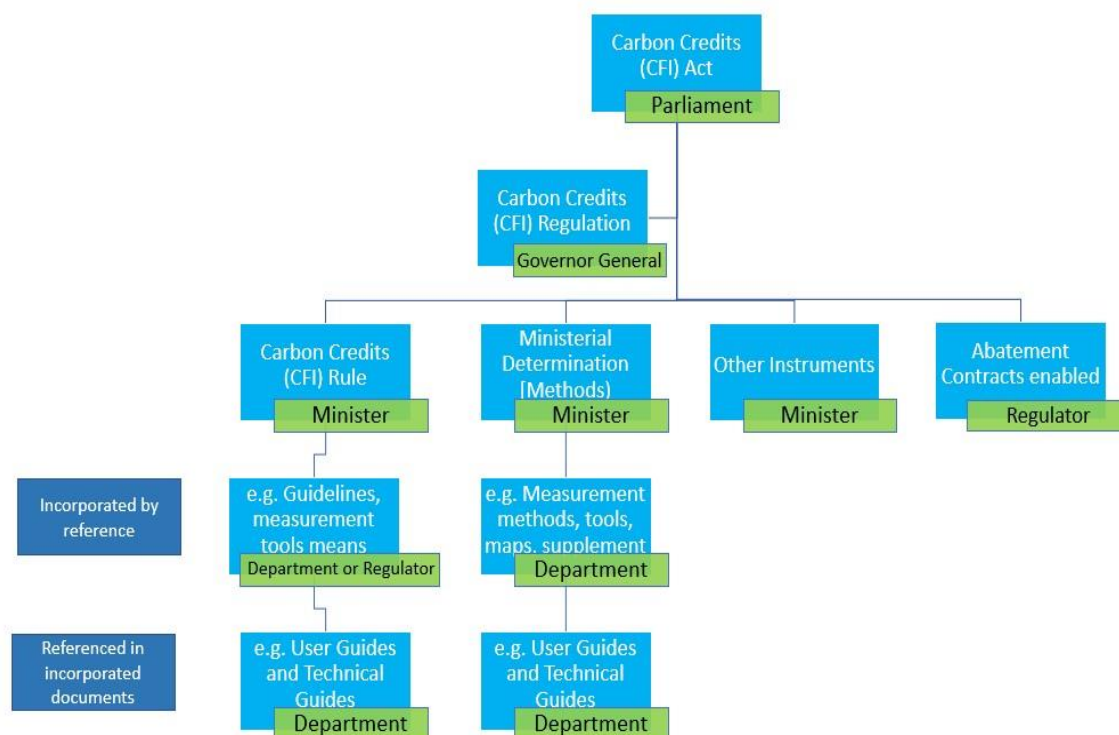 Carbon Credits
(CFI) Act
Parliament
Carbon Credits
(CFI) Regulation
Governor General
Carbon Credits
(CFI) Rule
Minister
Ministerial
Determination
[Methods)
Minister
Other Instruments
Minister
Abatement
Contracts enabled
Regulator
Incorporated by
reference
e.g. Guidelines,
measurement
tools means
Department or Regulator
e.g. Measurement
methods, tools,
maps, supplement
Department
Referenced in
incorporated
documents
e.g. User Guides
and Technical
Guides
Department
e.g. User Guides
and Technical
Guides
Department